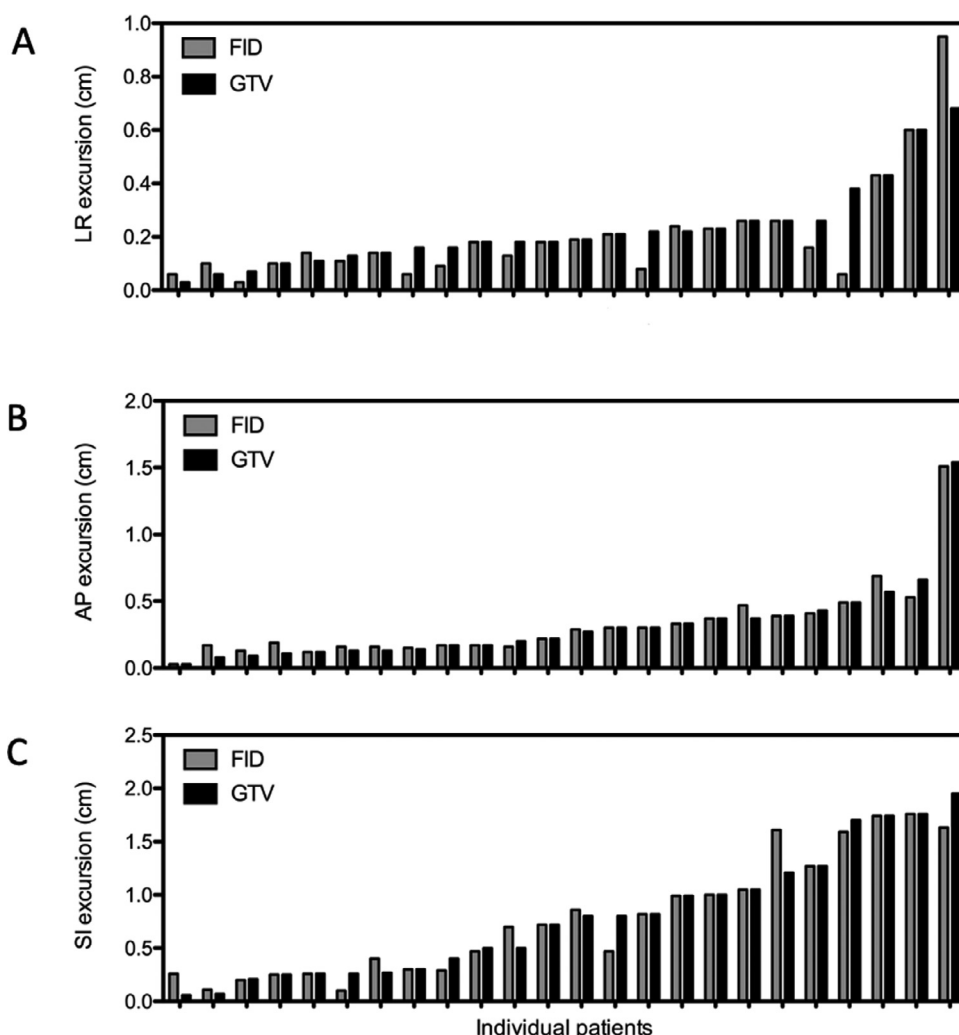 A
LR excursion (cm)
1.0
0.8
0.6
0.4
0.2
0.0
FID
GTV
B
AP excursion (cm)
2.0
1.5
1.0
0.5
0.0
FID
GTV
C
SI excursion (cm)
2.5
2.0
1.5
1.0
0.5
0.0
FID
GTV
Individual patients